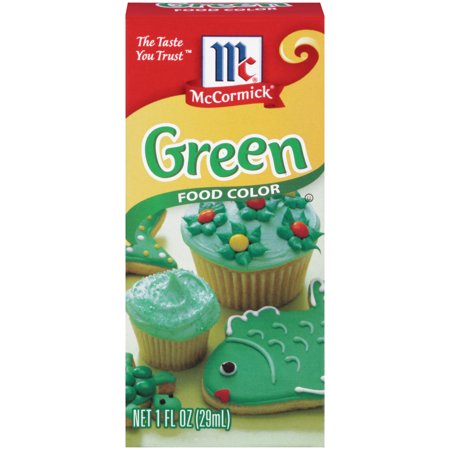 The Taste
You Trust™
Mc
McCormick®
Green
FOOD COLOR
NET 1 FL OZ (29mL)